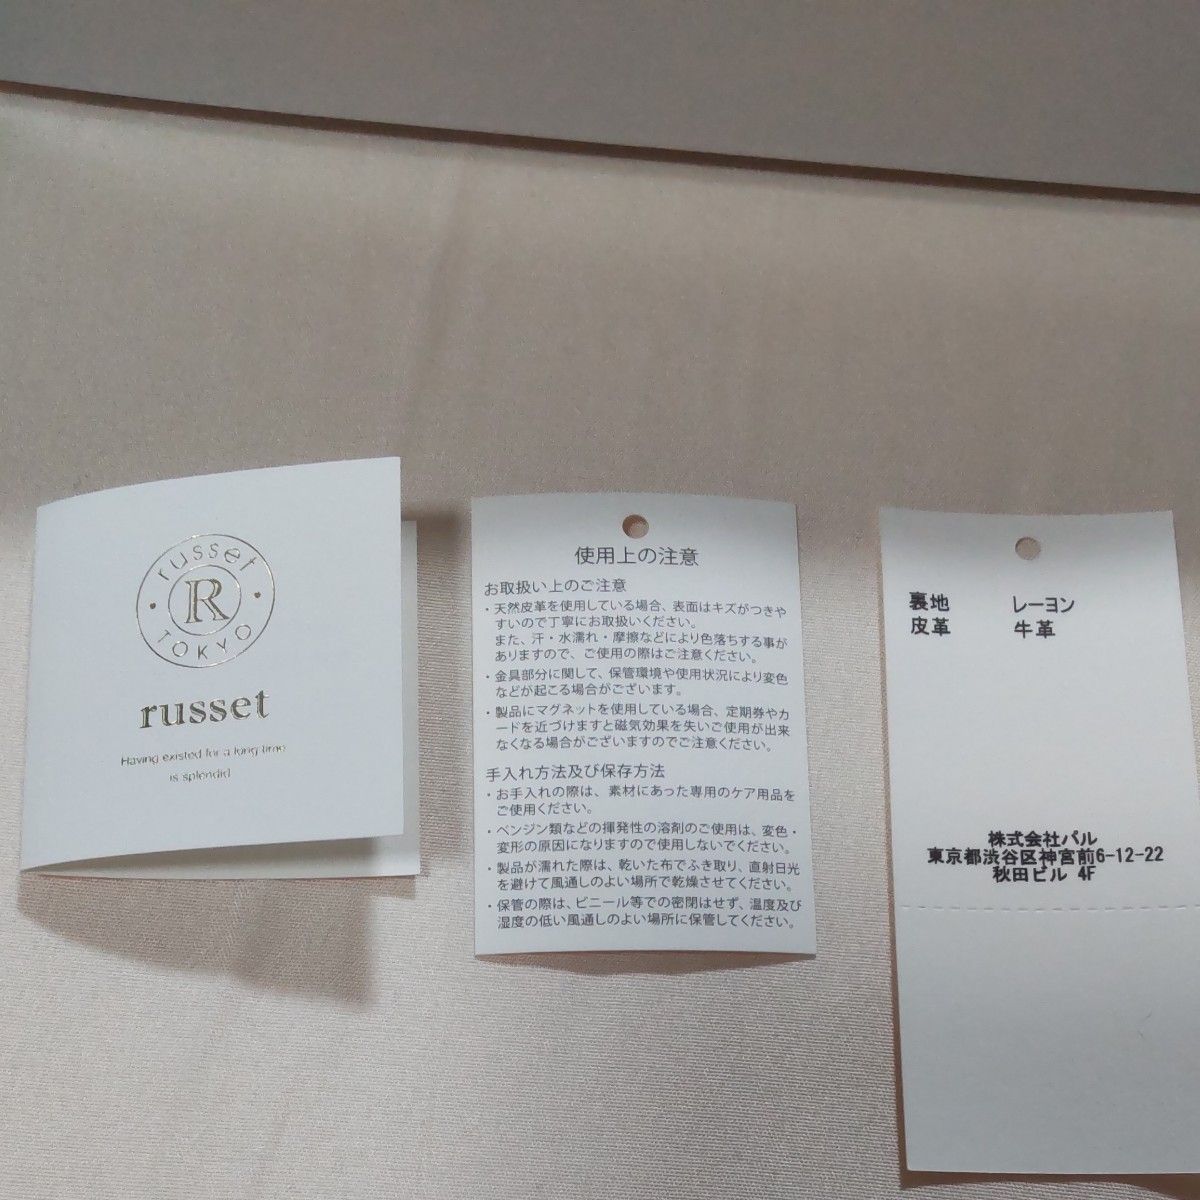 russet
R
TOKYO
russet
Having existed for a long time
is splendid
使用上の注意
お取扱い上のご注意
・天然皮革を使用している場合、表面はキズがつきや
すいので丁寧にお取扱いください。
また、汗・水濡れ・摩擦などにより色落ちする事が
ありますので、ご使用の際はご注意ください。
・金具部分に関して、保管環境や使用状況により変色
などが起こる場合がございます。
・製品にマグネットを使用している場合、定期券やカ
ードを近づけますと磁気効果を失いご使用が出来
なくなる場合がございますのでご注意ください。
手入れ方法及び保存方法
・お手入れの際は、素材にあった専用のケア用品を
ご使用ください。
・ベンジン類などの揮発性の溶剤のご使用は、変色・
変形の原因になりますので使用しないでください。
・製品が濡れた際は、乾いた布でふき取り、直射日光
を避けて風通しのよい場所で乾燥させてください。
・保管の際は、ビニール等での密閉はせず、温度及び
湿度の低い風通しのよい場所に保管してください。
裏地 レーヨン
皮革 牛革
株式会社パル
東京都渋谷区神宮前6-12-22
秋田ビル 4F